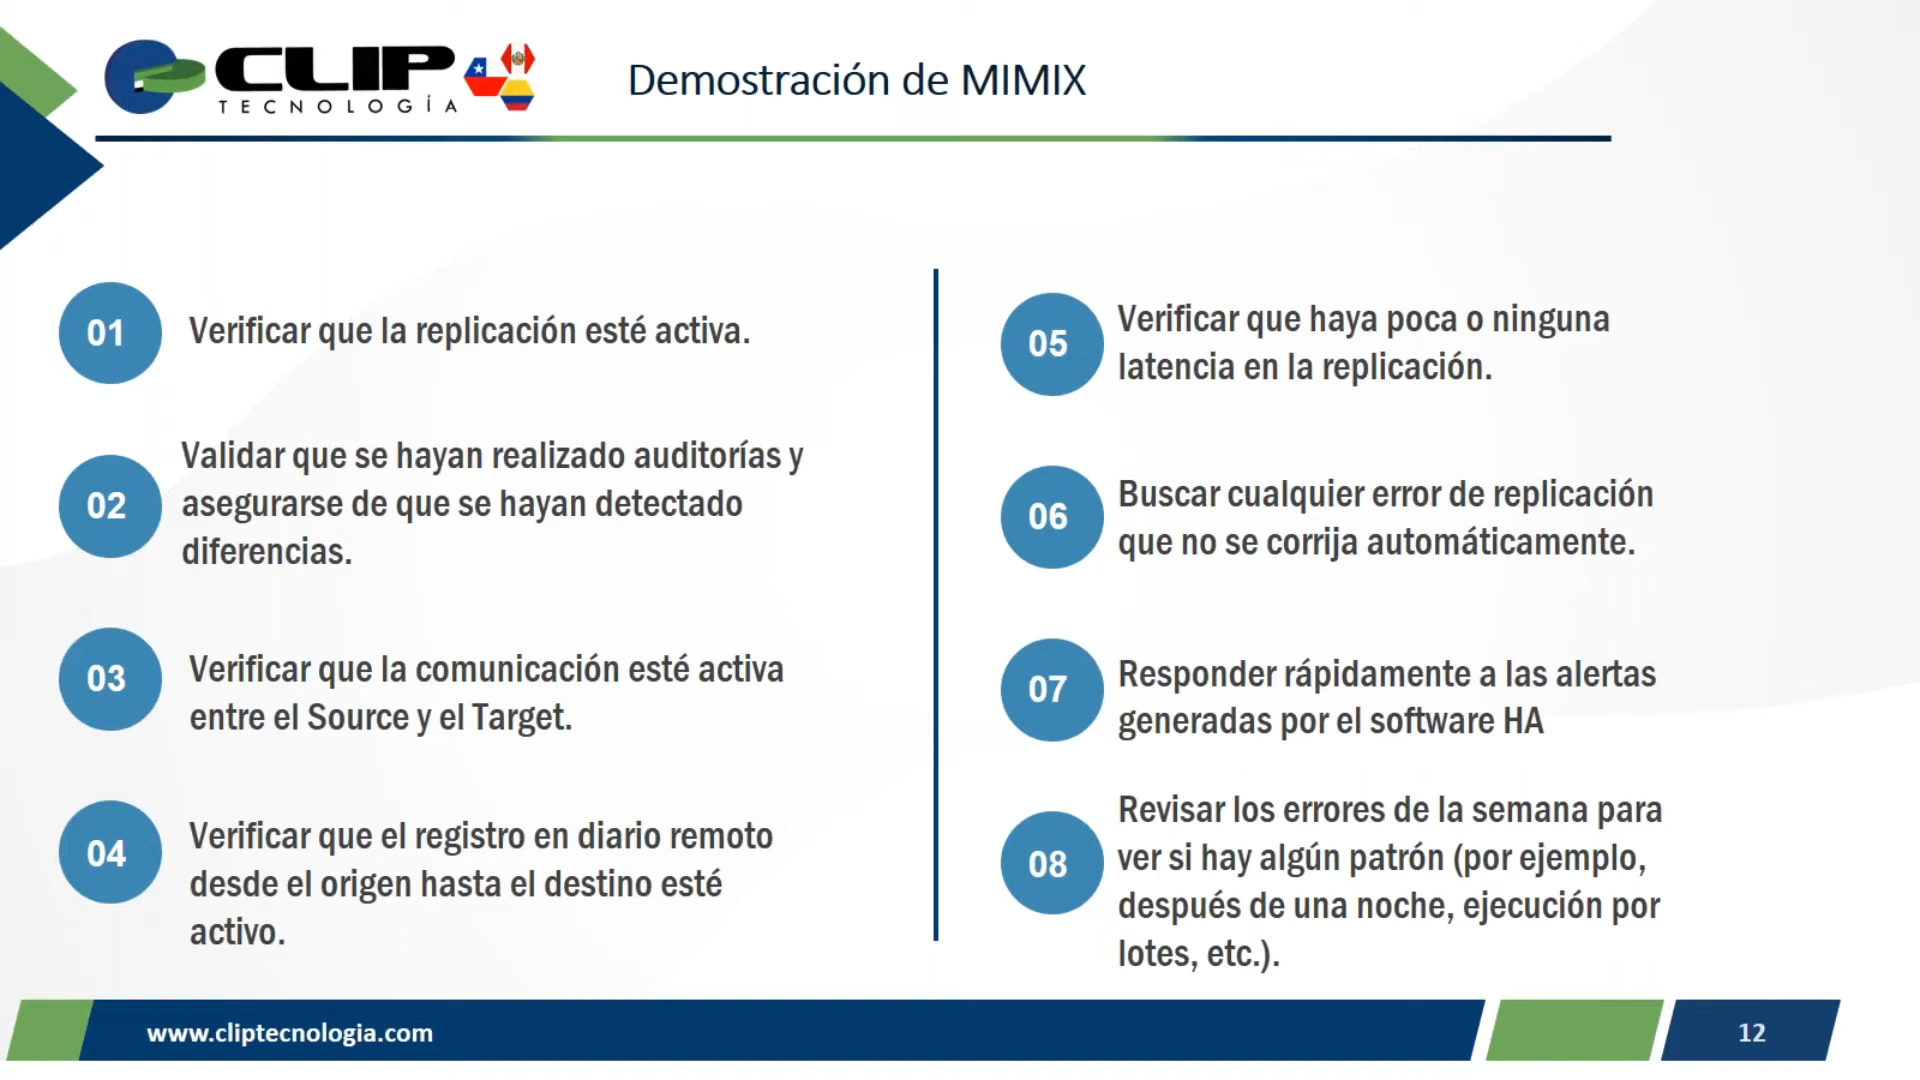 CLIP
TECNOLOGÍA
Demostración de MIMIX
01
Verificar que la replicación esté activa.
02
Validar que se hayan realizado auditorías y
asegurarse de que se hayan detectado
diferencias.
03
Verificar que la comunicación esté activa
entre el Source y el Target.
04
Verificar que el registro en diario remoto
desde el origen hasta el destino esté
activo.
05
Verificar que haya poca o ninguna
latencia en la replicación.
06
Buscar cualquier error de replicación
que no se corrija automáticamente.
07
Responder rápidamente a las alertas
generadas por el software HA
08
Revisar los errores de la semana para
ver si hay algún patrón (por ejemplo,
después de una noche, ejecución por
lotes, etc.).
www.cliptecnologia.com
12